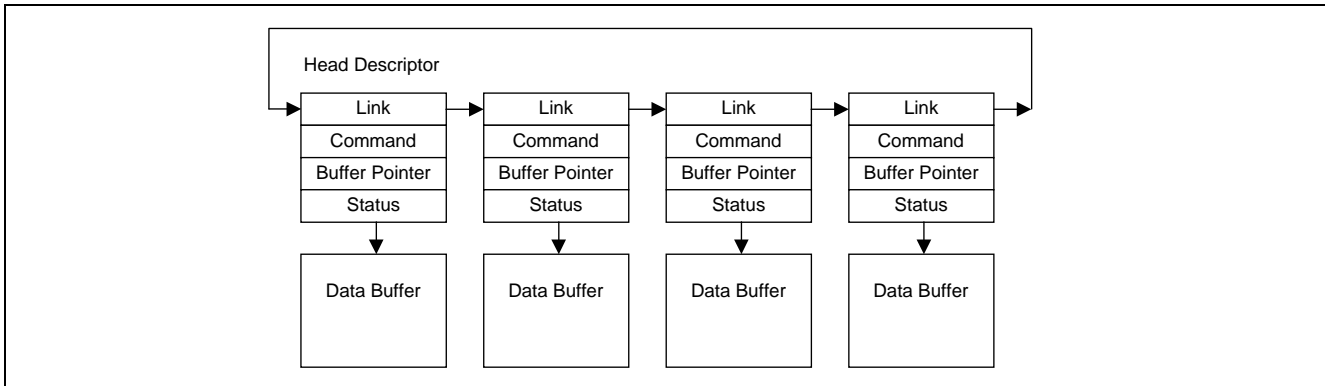 Head Descriptor
Link Link Link Link
Command Command Command Command
Buffer Pointer Buffer Pointer Buffer Pointer Buffer Pointer
Status Status Status Status
Data Buffer Data Buffer Data Buffer Data Buffer